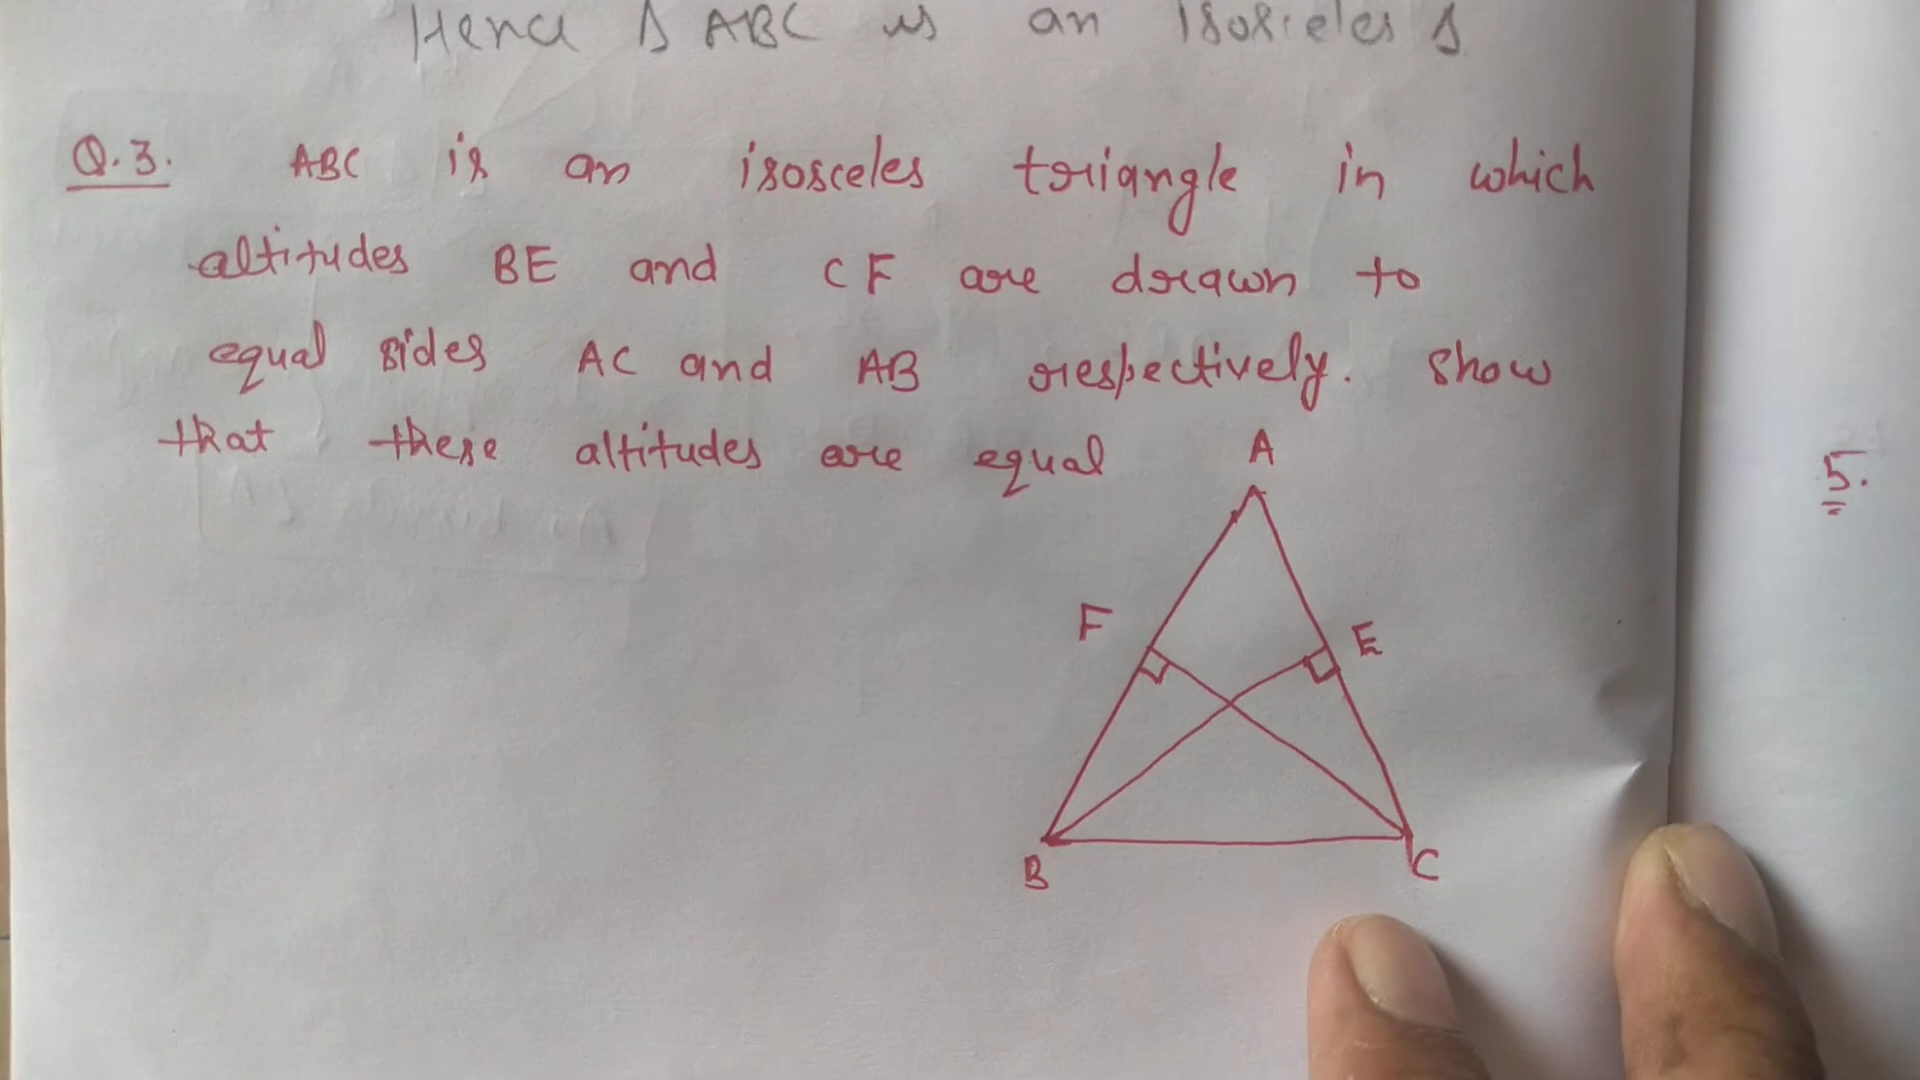 Hence Δ ABC is an Isosceles Δ
Q.3. ABC is an isosceles triangle in which
altitudes BE and CF are drawn to
equal sides AC and AB respectively. Show
that these altitudes are equal
A
5.
F
E
B
C